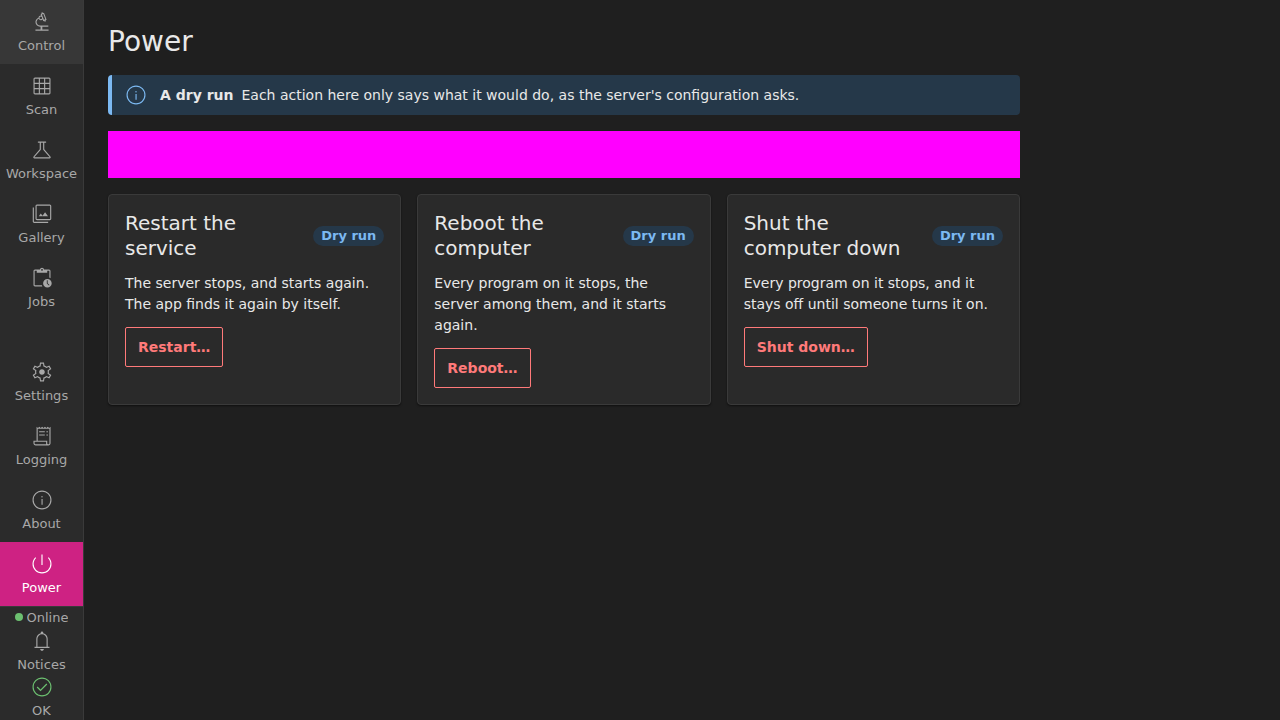 Control
Scan
Workspace
Gallery
Jobs
Settings
Logging
About
Power
Online
Notices
OK
Power
A dry run Each action here only says what it would do, as the server's configuration asks.
Restart the
service
Dry run
The server stops, and starts again.
The app finds it again by itself.
Restart...
Reboot the
computer
Dry run
Every program on it stops, the
server among them, and it starts
again.
Reboot...
Shut the
computer down
Dry run
Every program on it stops, and it
stays off until someone turns it on.
Shut down...